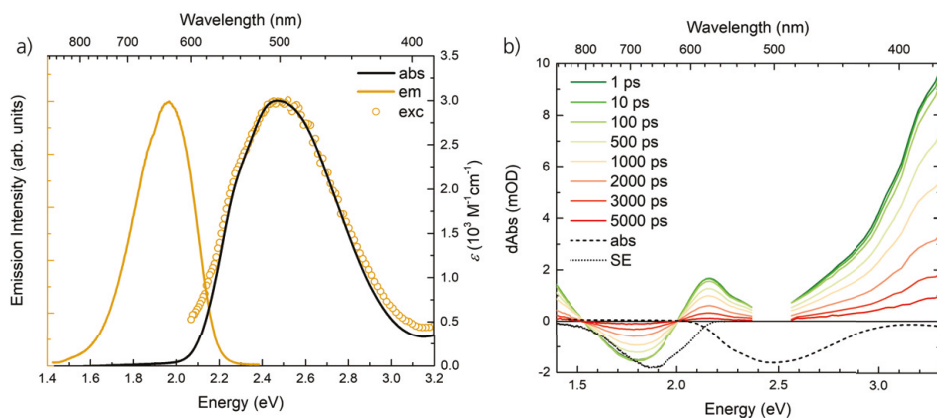 a)
Wavelength (nm)
800 700 600 500 400
Emission Intensity (arb. units)
abs
em
exc
3.5
3.0
2.5
2.0
1.5
1.0
0.5
0.0
ε (10³ M⁻¹cm⁻¹)
1.4 1.6 1.8 2.0 2.2 2.4 2.6 2.8 3.0 3.2
Energy (eV)
b)
Wavelength (nm)
800 700 600 500 400
dAbs (mOD)
10
8
6
4
2
0
-2
1 ps
10 ps
100 ps
500 ps
1000 ps
2000 ps
3000 ps
5000 ps
abs
SE
1.5 2.0 2.5 3.0
Energy (eV)